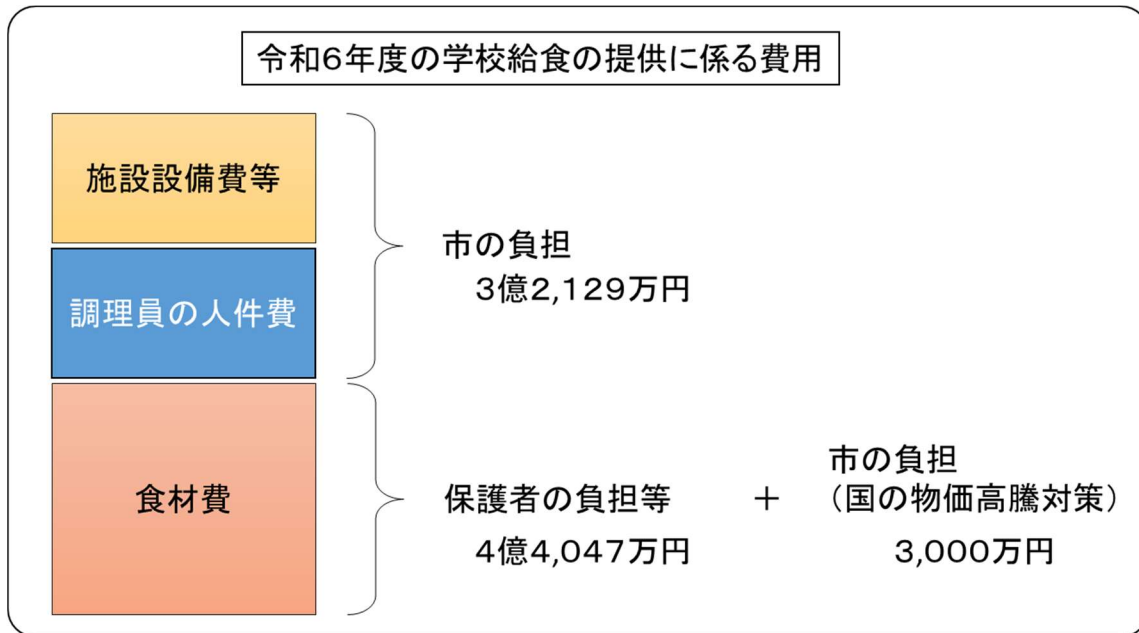 令和6年度の学校給食の提供に係る費用
施設設備費等
調理員の人件費
市の負担
3億2,129万円
食材費
保護者の負担等
4億4,047万円
＋
市の負担
（国の物価高騰対策）
3,000万円